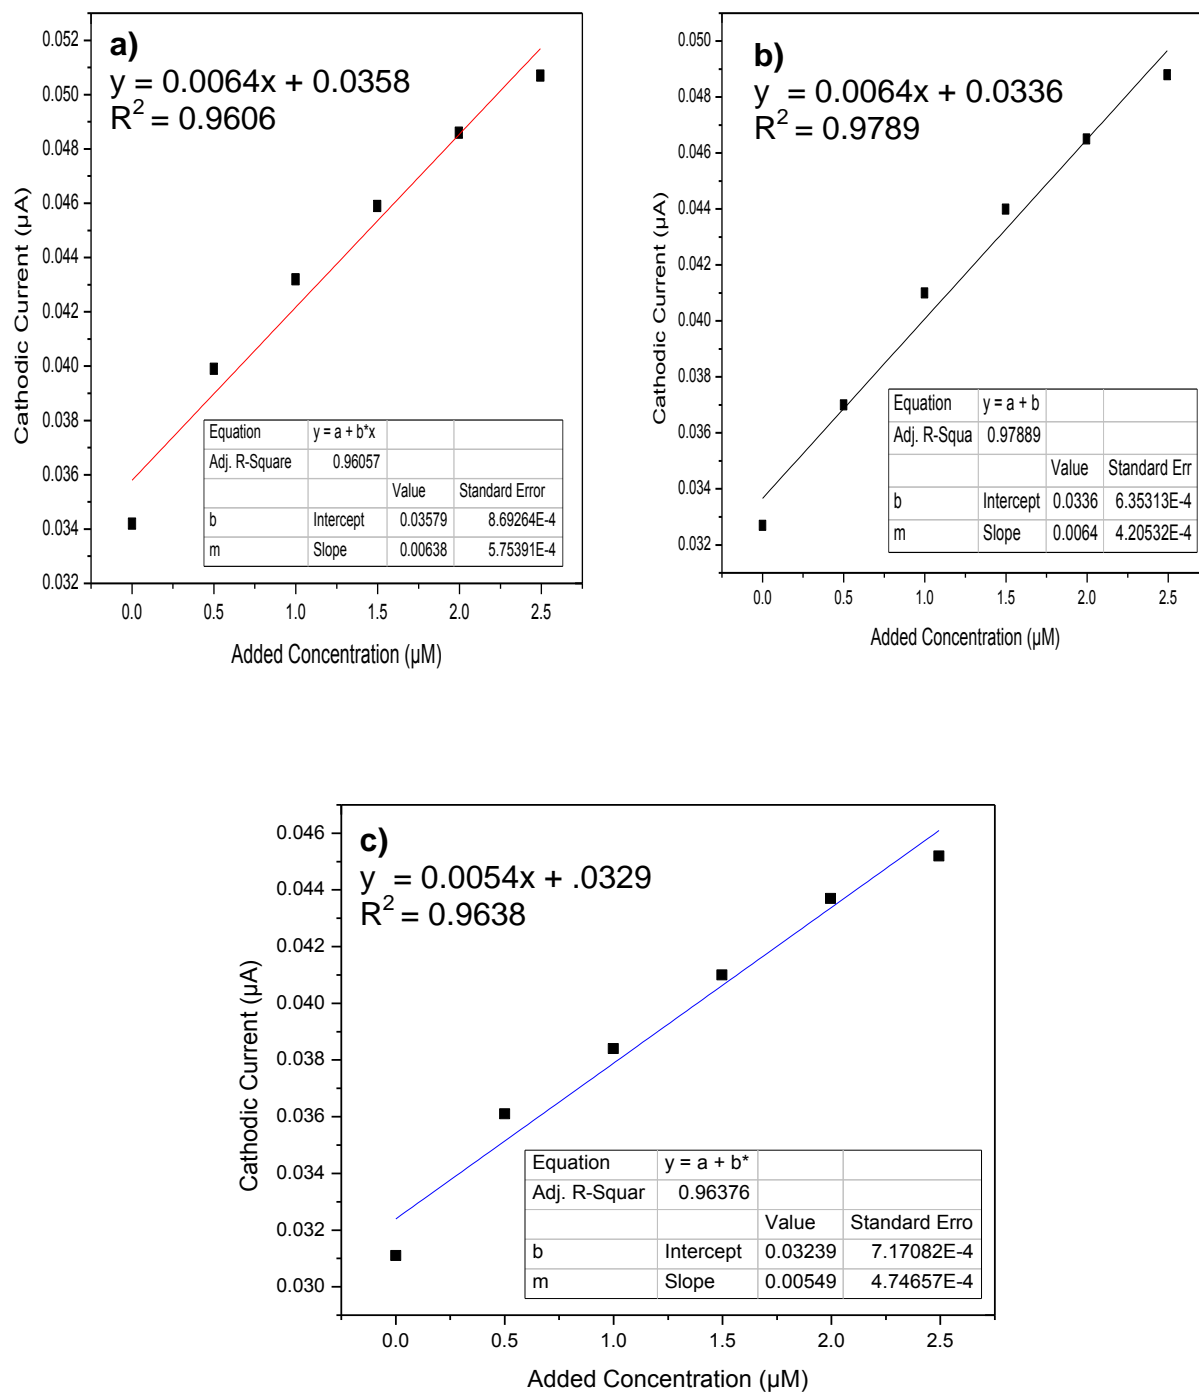 a)
y = 0.0064x + 0.0358
R2 = 0.9606
Cathodic Current (µA)
0.052
0.050
0.048
0.046
0.044
0.042
0.040
0.038
0.036
0.034
0.032
Equation y = a + b*x
Adj. R-Square 0.96057
Value Standard Error
b Intercept 0.03579 8.69264E-4
m Slope 0.00638 5.75391E-4
0.0 0.5 1.0 1.5 2.0 2.5
Added Concentration (µM)
b)
y = 0.0064x + 0.0336
R2 = 0.9789
Cathodic Current (µA)
0.050
0.048
0.046
0.044
0.042
0.040
0.038
0.036
0.034
0.032
Equation y = a + b
Adj. R-Squa 0.97889
Value Standard Err
b Intercept 0.0336 6.35313E-4
m Slope 0.0064 4.20532E-4
0.0 0.5 1.0 1.5 2.0 2.5
Added Concentration (µM)
c)
y = 0.0054x + .0329
R2 = 0.9638
Cathodic Current (µA)
0.046
0.044
0.042
0.040
0.038
0.036
0.034
0.032
0.030
Equation y = a + b*
Adj. R-Squar 0.96376
Value Standard Erro
b Intercept 0.03239 7.17082E-4
m Slope 0.00549 4.74657E-4
0.0 0.5 1.0 1.5 2.0 2.5
Added Concentration (µM)